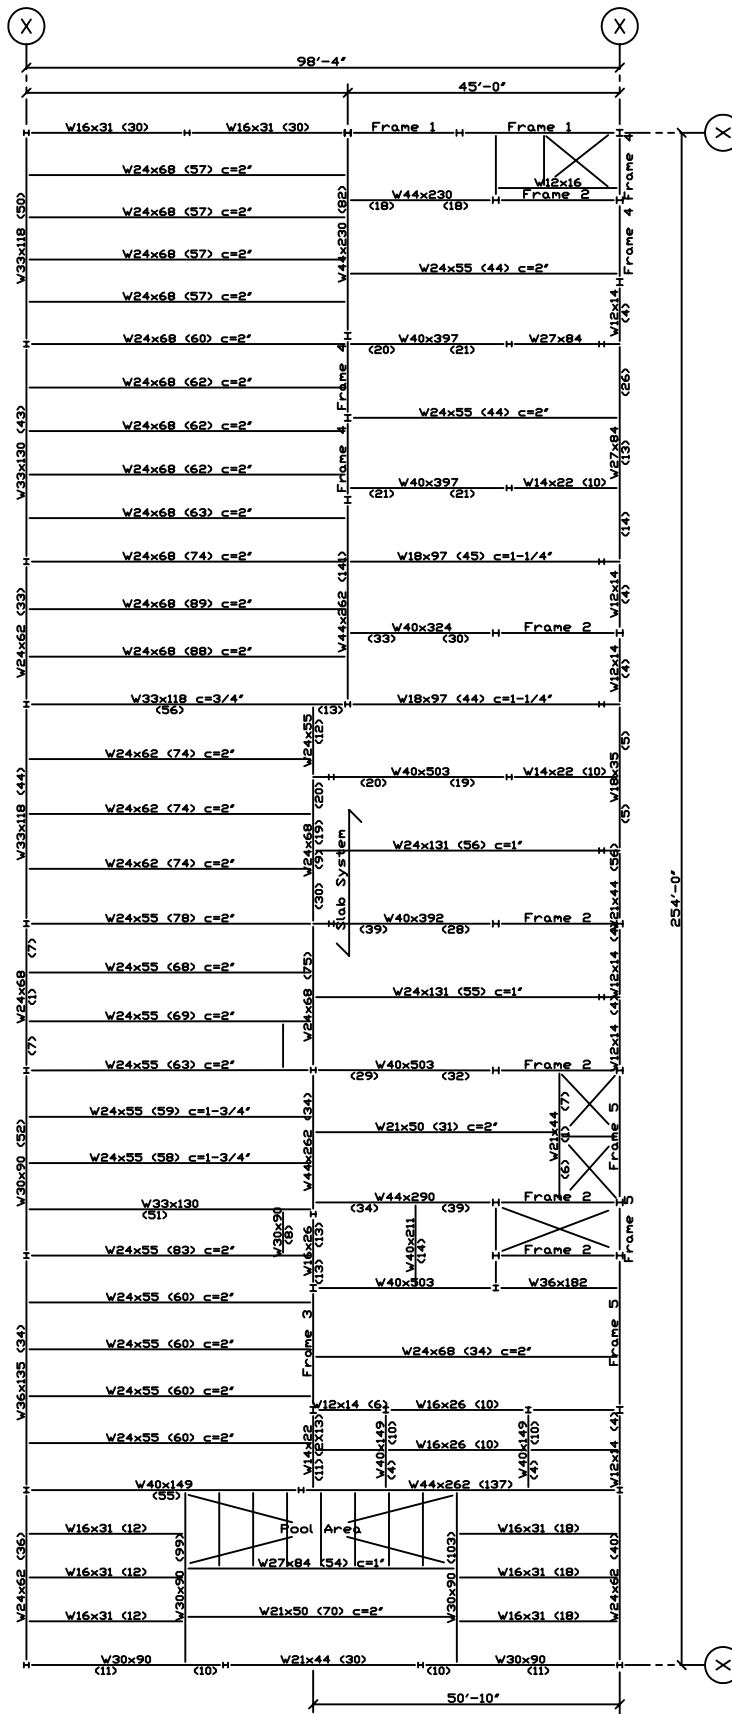 X X
98'-4"
45'-0"
W16x31 (30) W16x31 (30) Frame 1 Frame 1
X
W24x68 (57) c=2"
W12x16
Frame 4
W33x118 (50)
W44x230 (82)
W44x230
(18) (18)
Frame 2
W24x68 (57) c=2"
Frame 4
W24x68 (57) c=2"
W24x55 (44) c=2"
W24x68 (57) c=2"
W12x14
(4)
W24x68 (60) c=2"
W40x397
(20) (21)
W27x84
Frame 4
W24x68 (62) c=2"
(26)
W33x130 (43)
W24x55 (44) c=2"
W24x68 (62) c=2"
Frame 4
W27x84
(13)
W24x68 (62) c=2"
W40x397
(21) (21)
W14x22 (10)
W24x68 (63) c=2"
(14)
W24x68 (74) c=2"
W18x97 (45) c=1-1/4"
W24x62 (33)
W44x262 (141)
W12x14
(4)
W24x68 (89) c=2"
W40x324
(33) (30)
Frame 2
W24x68 (88) c=2"
W12x14
(4)
W33x118 c=3/4"
(56)
(13)
W18x97 (44) c=1-1/4"
W24x55
(12)
(5)
W24x62 (74) c=2"
W33x118 (44)
W40x503
(20) (19)
W14x22 (10)
W18x35
(20)
W24x62 (74) c=2"
(5)
W24x68
(9) (19)
Slab System
W24x131 (56) c=1"
W24x62 (74) c=2"
W21x44 (56)
(30)
254'-0"
W24x55 (78) c=2"
W40x392
(39) (28)
Frame 2
(7)
W24x68
(1)
(7)
W24x55 (68) c=2"
W24x68 (75)
W12x14 (4)
W24x131 (55) c=1"
W24x55 (69) c=2"
W12x14 (4)
W24x55 (63) c=2"
W40x503
(29) (32)
Frame 2
W24x55 (59) c=1-3/4"
W44x262 (34)
W21x50 (31) c=2"
W21x44
(7)
(1)
(6)
Frame 5
W30x90 (52)
W24x55 (58) c=1-3/4"
W33x130
(51)
W44x290
(34) (39)
Frame 2
W30x90
(8)
W16x26
(13)
(13)
W40x211
(14)
Frame 5
W24x55 (83) c=2"
Frame 2
W40x503
W36x182
W24x55 (60) c=2"
Frame 3
Frame 5
W36x135 (34)
W24x55 (60) c=2"
W24x68 (34) c=2"
W24x55 (60) c=2"
W12x14 (6)
W16x26 (10)
W24x55 (60) c=2"
W14x22
(11) (2x13)
W40x149
(4) (10)
W16x26 (10)
W40x149
(4) (10)
W12x14 (4)
W40x149
(55)
W44x262 (137)
W24x62 (36)
W16x31 (12)
W30x90 (99)
Pool Area
W30x90 (103)
W16x31 (18)
W24x62 (40)
W27x84 (54) c=1"
W16x31 (12)
W16x31 (18)
W21x50 (70) c=2"
W16x31 (12)
W16x31 (18)
W30x90
(11) (10)
W21x44 (30)
(10)
W30x90
(11)
X
50'-10"